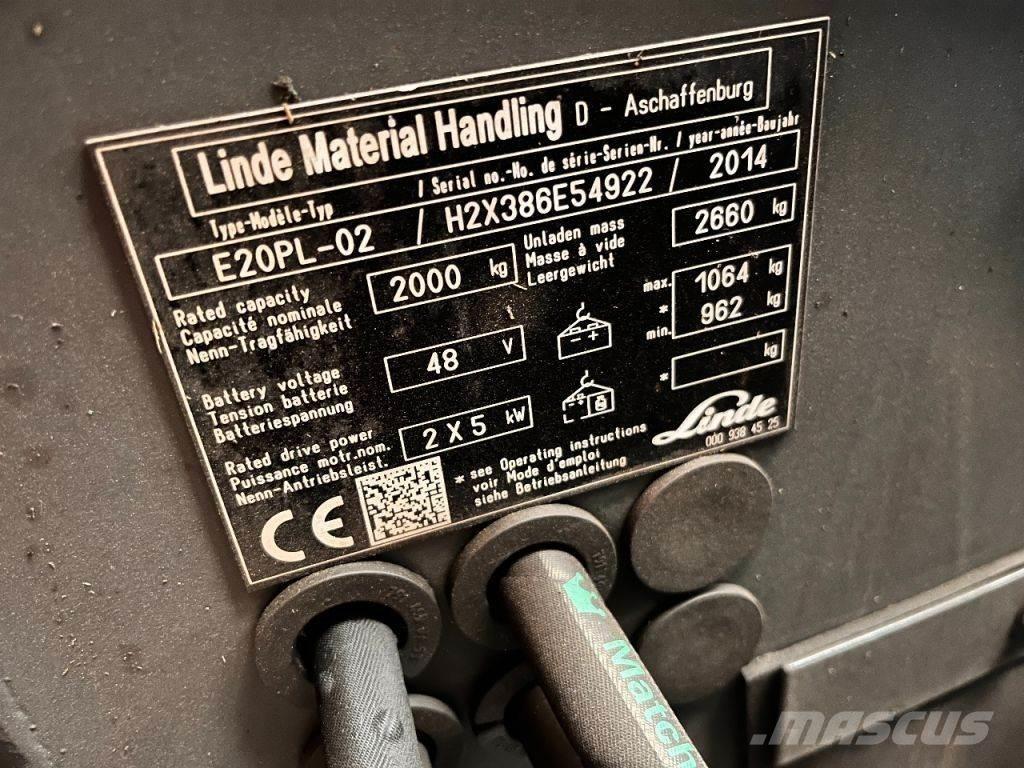 Linde Material Handling D - Aschaffenburg
Type-Modèle-Typ / Serial no.-No. de série-Serien-Nr. / year-année-Baujahr
E20PL-02 / H2X386E54922 / 2014
Rated capacity
Capacité nominale
Nenn-Tragfähigkeit
2000 kg
Unladen mass
Masse à vide
Leergewicht
2660 kg
Battery voltage
Tension batterie
Batteriespannung
48 V
- +
max. 1064 kg
*
min. 962 kg
Rated drive power
Puissance motr.nom.
Nenn-Antriebsleist.
2 X 5 kW
- +
* kg
CE
* see Operating instructions
voir Mode d'emploi
siehe Betriebsanleitung
Linde
000 938 45 25
Match
MASCUS